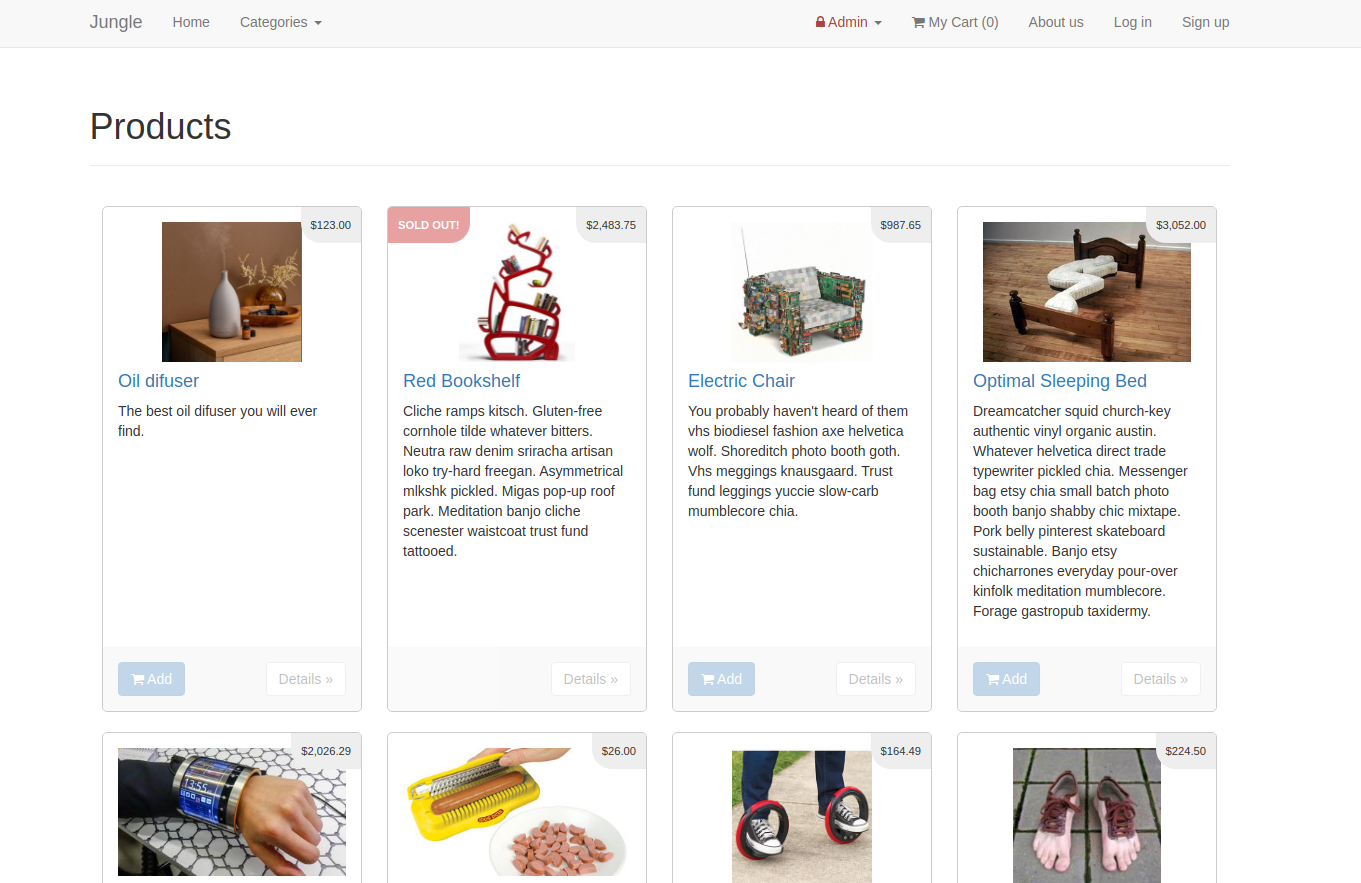 Jungle Home Categories Admin My Cart (0) About us Log in Sign up
Products
$123.00
Oil difuser
The best oil difuser you will ever
find.
Add Details »
SOLD OUT! $2,483.75
Red Bookshelf
Cliche ramps kitsch. Gluten-free
cornhole tilde whatever bitters.
Neutra raw denim sriracha artisan
loko try-hard freegan. Asymmetrical
mlkshk pickled. Migas pop-up roof
park. Meditation banjo cliche
scenester waistcoat trust fund
tattooed.
Details »
$987.65
Electric Chair
You probably haven't heard of them
vhs biodiesel fashion axe helvetica
wolf. Shoreditch photo booth goth.
Vhs meggings knausgaard. Trust
fund leggings yuccie slow-carb
mumblecore chia.
Add Details »
$3,052.00
Optimal Sleeping Bed
Dreamcatcher squid church-key
authentic vinyl organic austin.
Whatever helvetica direct trade
typewriter pickled chia. Messenger
bag etsy chia small batch photo
booth banjo shabby chic mixtape.
Pork belly pinterest skateboard
sustainable. Banjo etsy
chicharrones everyday pour-over
kinfolk meditation mumblecore.
Forage gastropub taxidermy.
Add Details »
$2,026.29
13:55
$26.00
$164.49
$224.50